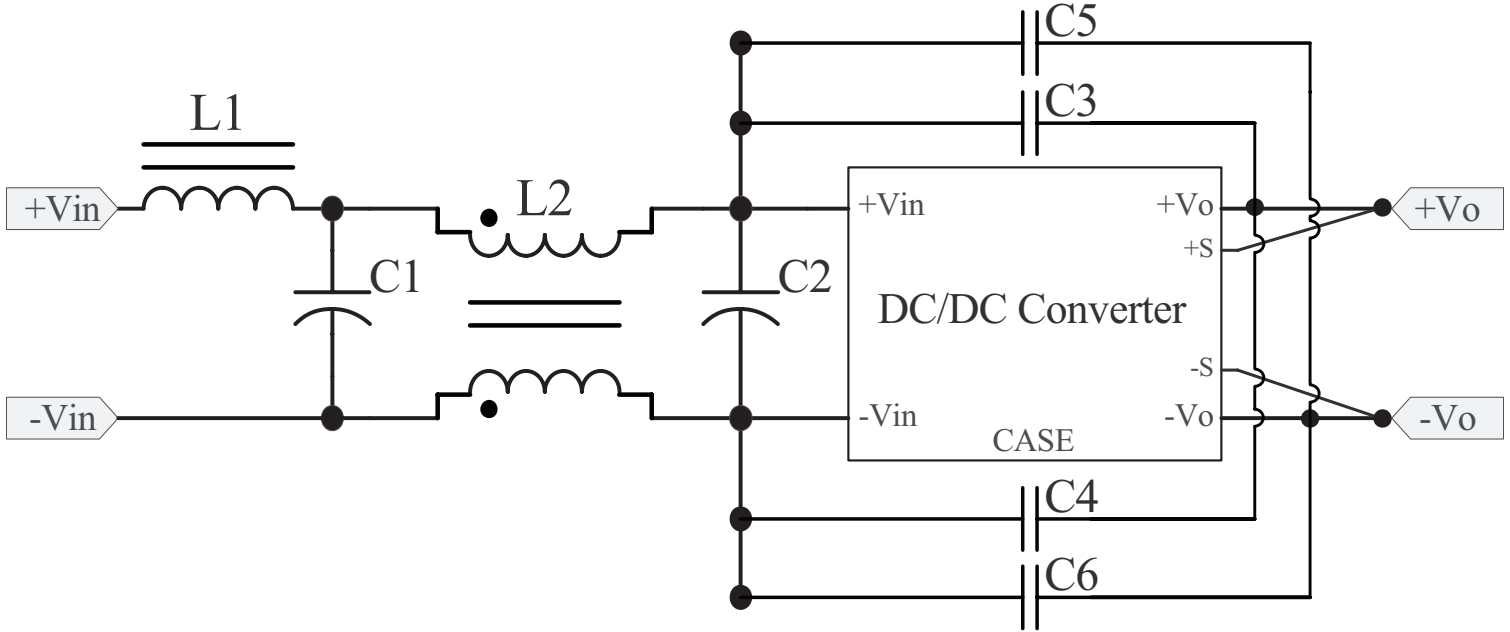 C5
C3
L1
L2
+Vin
+Vin
+Vo
+Vo
+S
C1
C2
DC/DC Converter
-S
-Vin
-Vin
-Vo
-Vo
CASE
C4
C6